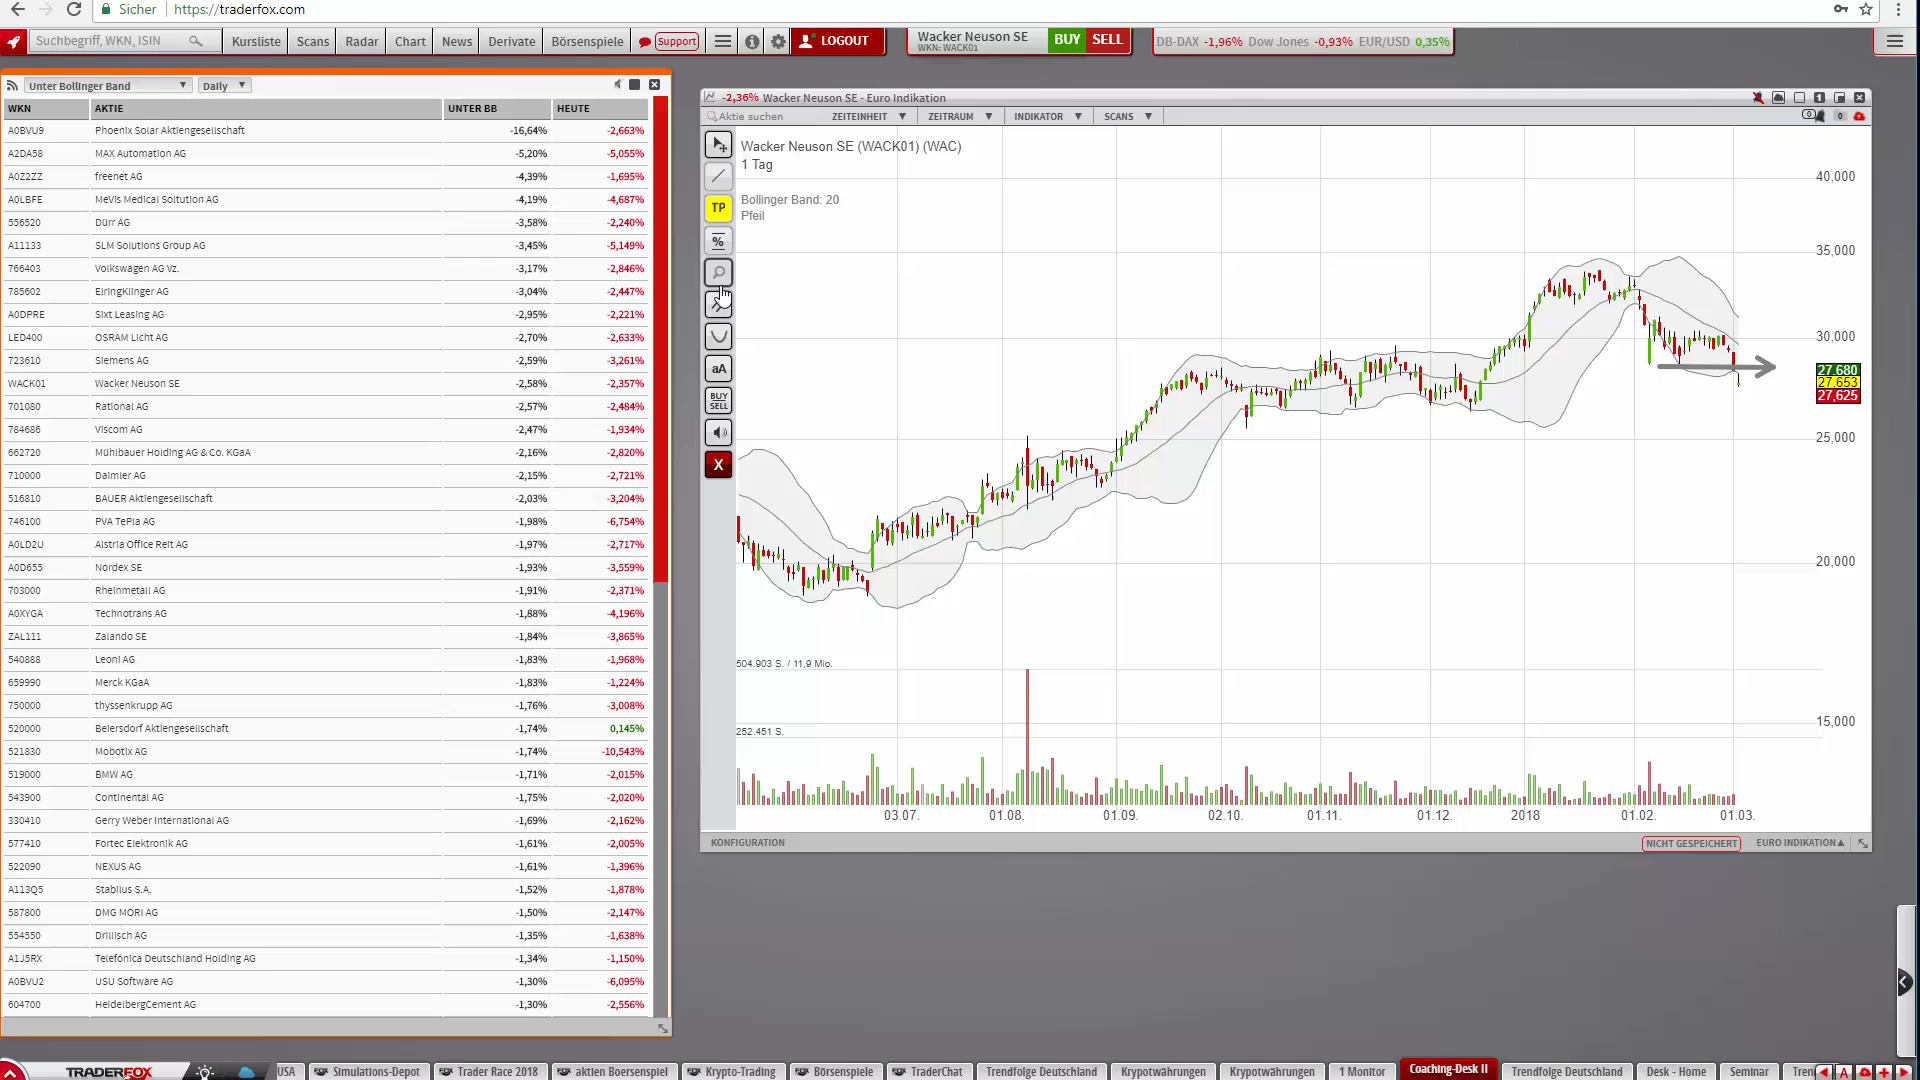 Sicher https://traderfox.com
Suchbegriff, WKN, ISIN Kursliste Scans Radar Chart News Derivate Börsenspiele Support LOGOUT
Wacker Neuson SE
WKN: WACK01
BUY SELL
DB-DAX -1,96% Dow Jones -0,93% EUR/USD 0,35%
Unter Bollinger Band Daily
WKN AKTIE UNTER BB HEUTE
A0BVU9 Phoenix Solar Aktiengesellschaft -16,64% -2,663%
A2DA58 MAX Automation AG -5,20% -5,055%
A0Z2ZZ freenet AG -4,39% -1,695%
A0LBFE MeVis Medical Soltution AG -4,19% -4,687%
556520 Dürr AG -3,58% -2,240%
A11133 SLM Solutions Group AG -3,45% -5,149%
766403 Volkswagen AG Vz. -3,17% -2,846%
785602 ElringKlinger AG -3,04% -2,447%
A0DPRE Sixt Leasing AG -2,95% -2,221%
LED400 OSRAM Licht AG -2,70% -2,633%
723610 Siemens AG -2,59% -3,261%
WACK01 Wacker Neuson SE -2,58% -2,357%
701080 Rational AG -2,57% -2,484%
784686 Viscom AG -2,47% -1,934%
662720 Mühlbauer Holding AG & Co. KGaA -2,16% -2,820%
710000 Daimler AG -2,15% -2,721%
516810 BAUER Aktiengesellschaft -2,03% -3,204%
746100 PVA TePla AG -1,98% -6,754%
A0LD2U Alstria Office Reit AG -1,97% -2,717%
A0D655 Nordex SE -1,93% -3,559%
703000 Rheinmetall AG -1,91% -2,371%
A0XYGA Technotrans AG -1,88% -4,196%
ZAL111 Zalando SE -1,84% -3,865%
540888 Leoni AG -1,83% -1,968%
659990 Merck KGaA -1,83% -1,224%
750000 thyssenkrupp AG -1,76% -3,008%
520000 Beiersdorf Aktiengesellschaft -1,74% 0,145%
521830 Mobotix AG -1,74% -10,543%
519000 BMW AG -1,71% -2,015%
543900 Continental AG -1,75% -2,020%
330410 Gerry Weber International AG -1,69% -2,162%
577410 Fortec Elektronik AG -1,61% -2,005%
522090 NEXUS AG -1,61% -1,396%
A113Q5 Stabilus S.A. -1,52% -1,878%
587800 DMG MORI AG -1,50% -2,147%
554550 Drillisch AG -1,35% -1,638%
A1J5RX Telefónica Deutschland Holding AG -1,34% -1,150%
A0BVU2 USU Software AG -1,30% -6,095%
604700 HeidelbergCement AG -1,30% -2,556%
-2,36% Wacker Neuson SE - Euro Indikation
Aktie suchen ZEITEINHEIT ZEITRAUM INDIKATOR SCANS
Wacker Neuson SE (WACK01) (WAC)
1 Tag
Bollinger Band: 20
Pfeil
TP
%
aA
BUY
SELL
X
40,000
35,000
30,000
27,680
27,653
27,625
25,000
20,000
15,000
504.903 S. / 11,9 Mio.
252.451 S.
03.07. 01.08. 01.09. 02.10. 01.11. 01.12. 2018 01.02. 01.03.
KONFIGURATION NICHT GESPEICHERT EURO INDIKATION
TRADERFOX USA Simulations-Depot Trader Race 2018 aktien Boersenspiel Krypto-Trading Börsenspiele TraderChat Trendfolge Deutschland Krypotwährungen Krypotwährungen 1 Monitor Coaching-Desk II Trendfolge Deutschland Desk - Home Seminar Tren A